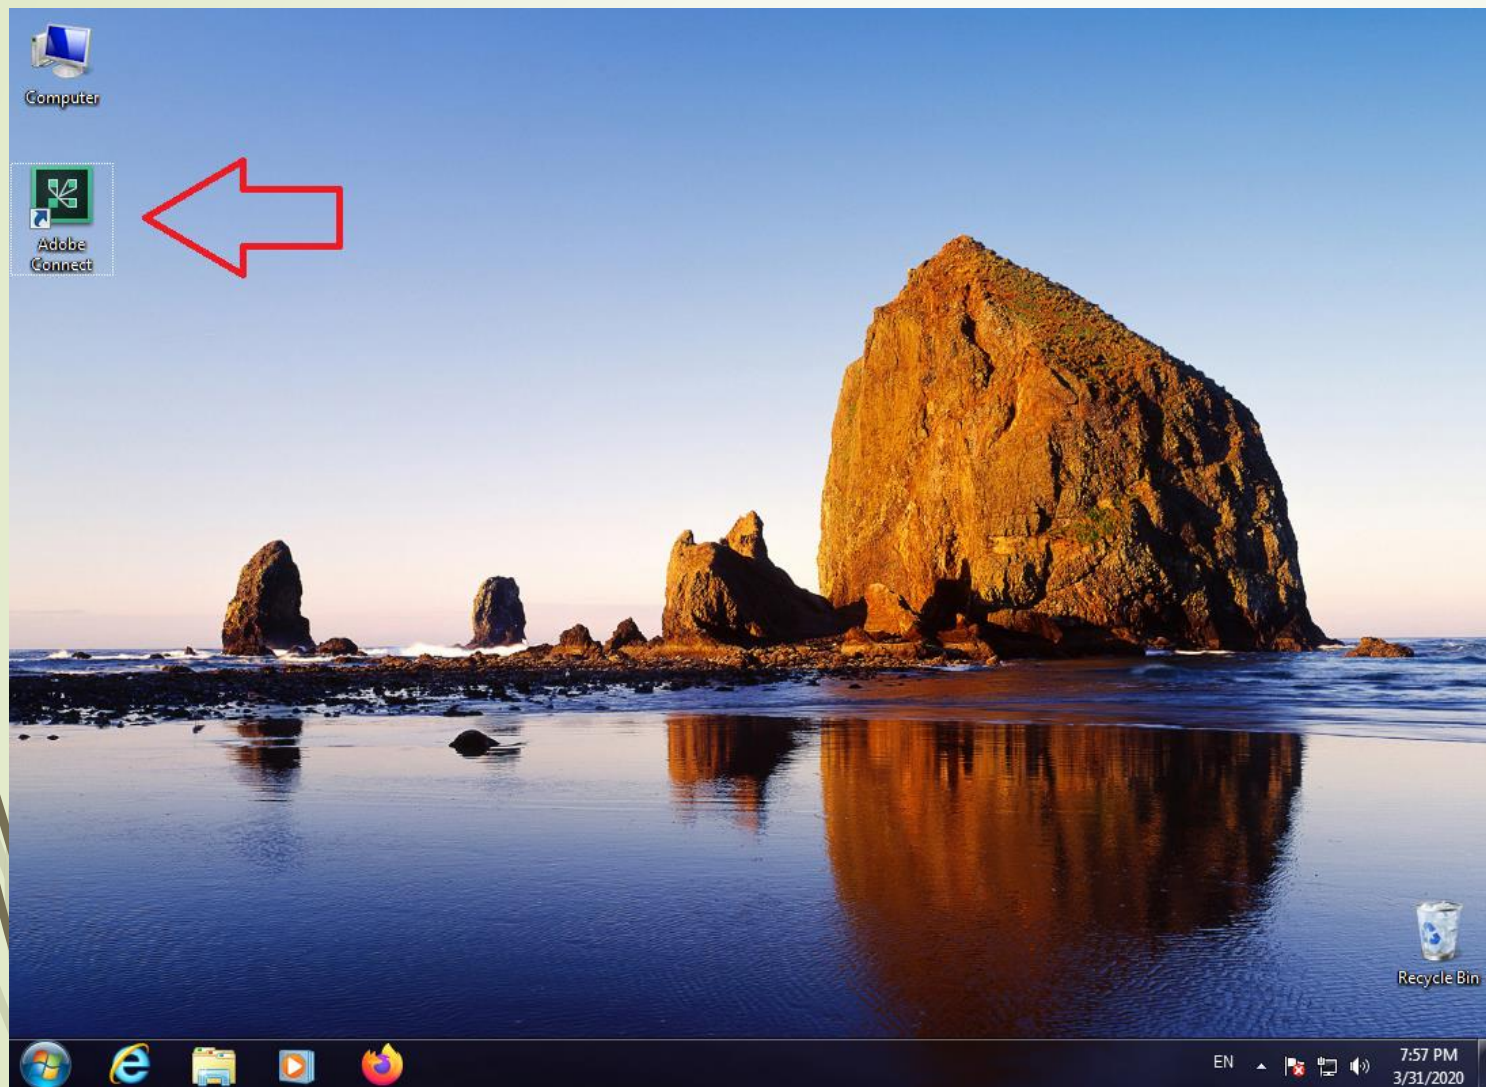 Computer
Adobe
Connect
Recycle Bin
EN
7:57 PM
3/31/2020